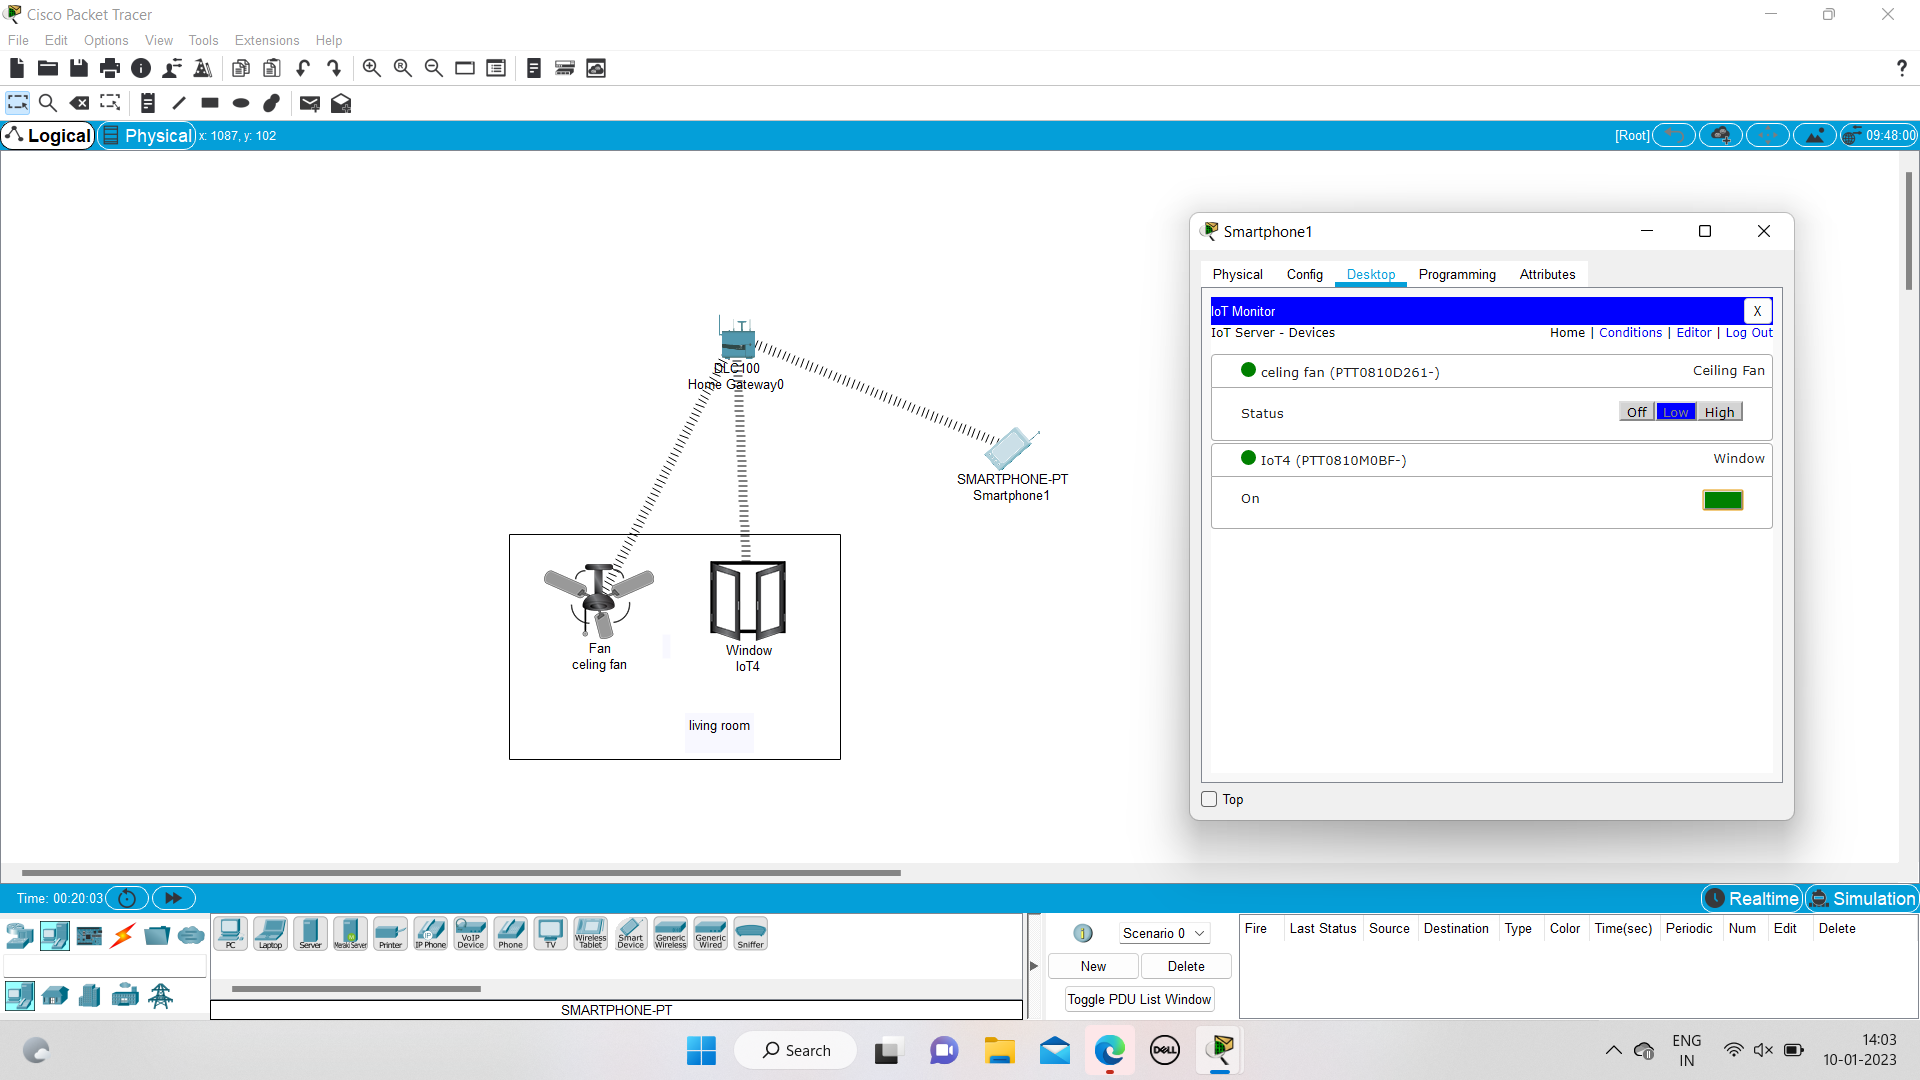 Cisco Packet Tracer
File Edit Options View Tools Extensions Help
?
Logical Physical x: 1087, y: 102 [Root] 09:48:00
DLC100
Home Gateway0
SMARTPHONE-PT
Smartphone1
Fan
celing fan
Window
IoT4
living room
Smartphone1
Physical Config Desktop Programming Attributes
IoT Monitor X
IoT Server - Devices Home | Conditions | Editor | Log Out
celing fan (PTT0810D261-) Ceiling Fan
Status Off Low High
IoT4 (PTT0810M0BF-) Window
On
Top
Time: 00:20:03 Realtime Simulation
PC Laptop Server Meraki Server Printer IP Phone VoIP Device Phone TV Wireless Tablet Smart Device Generic Wireless Generic Wired Sniffer
SMARTPHONE-PT
1 Scenario 0
New Delete
Toggle PDU List Window
Fire Last Status Source Destination Type Color Time(sec) Periodic Num Edit Delete
Search
DELL
ENG
IN
14:03
10-01-2023